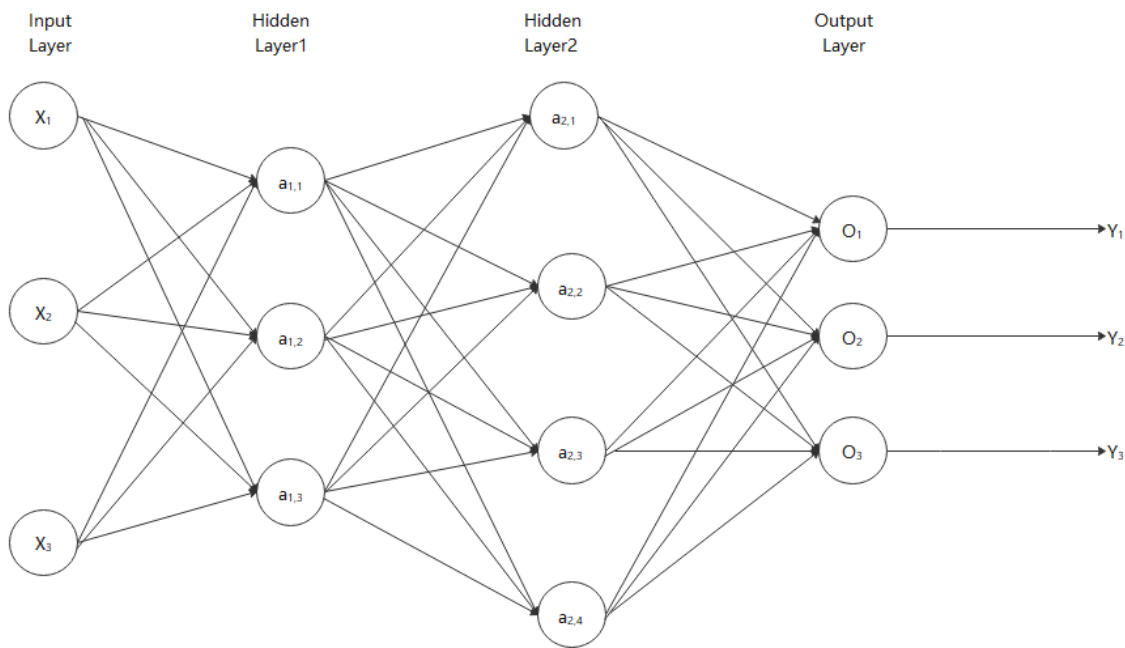 Input
Layer
Hidden
Layer1
Hidden
Layer2
Output
Layer
X₁
a₂,₁
a₁,₁
O₁
Y₁
a₂,₂
X₂
a₁,₂
O₂
Y₂
a₂,₃
O₃
Y₃
a₁,₃
X₃
a₂,₄